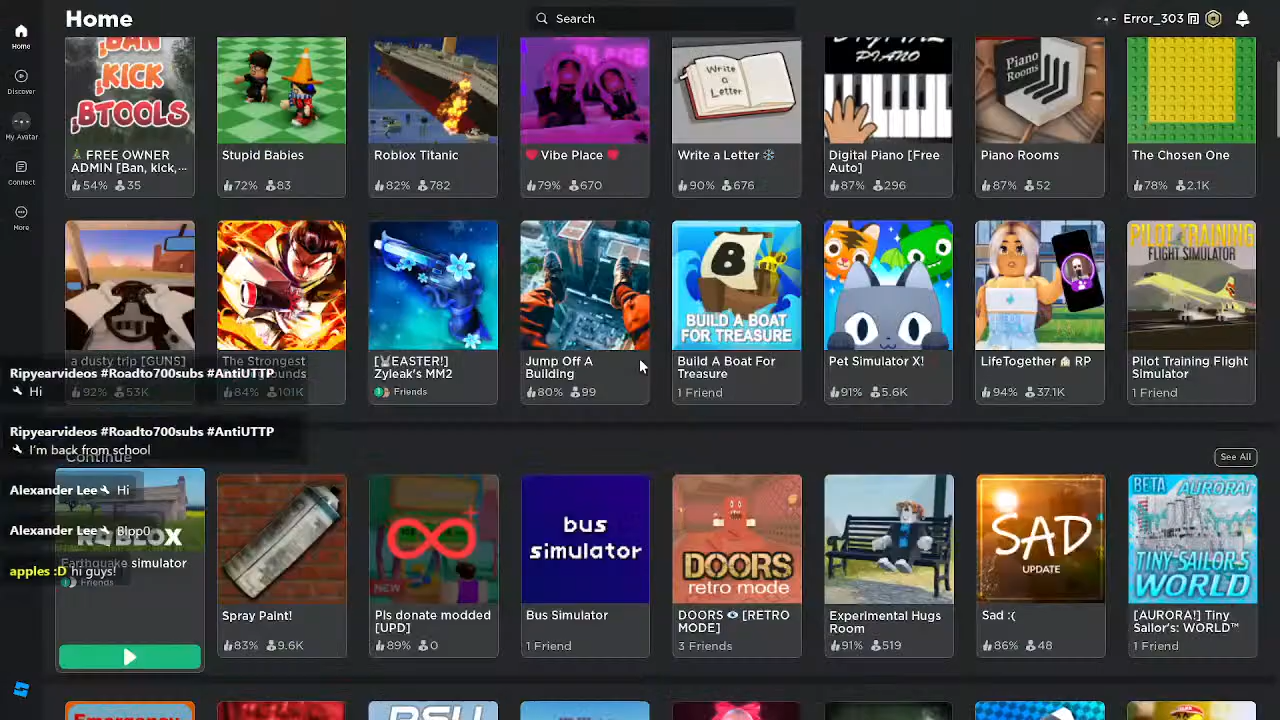 Home
Search
Error_303
Home
Discover
My Avatar
Connect
More
;BAN
;KICK
;BTOOLS
Write
a
Letter
PIANO
Piano
Rooms
FREE OWNER
ADMIN [Ban, kick,...
54% 35
Stupid Babies
72% 83
Roblox Titanic
82% 782
Vibe Place
79% 670
Write a Letter
90% 676
Digital Piano [Free
Auto]
87% 296
Piano Rooms
87% 52
The Chosen One
78% 2.1K
B
BUILD A BOAT
FOR TREASURE
PILOT TRAINING
FLIGHT SIMULATOR
a dusty trip [GUNS]
92% 53K
The Strongest
84% 101K
[EASTER!]
Zyleak's MM2
Friends
Jump Off A
Building
80% 99
Build A Boat For
Treasure
1 Friend
Pet Simulator X!
91% 5.6K
LifeTogether RP
94% 37.1K
Pilot Training Flight
Simulator
1 Friend
Ripyearvideos #Roadto700subs #AntiUTTP
Hi
Ripyearvideos #Roadto700subs #AntiUTTP
I'm back from school
Continue
See All
Alexander Lee Hi
Alexander Lee Blpp0
apples :D hi guys!
Earthquake simulator
Friends
NEW
bus
simulator
DOORS
retro mode
SAD
UPDATE
BETA AURORA!
TINY SAILOR'S
WORLD
Spray Paint!
83% 9.6K
Pls donate modded
[UPD]
89% 0
Bus Simulator
1 Friend
DOORS [RETRO
MODE]
3 Friends
Experimental Hugs
Room
91% 519
Sad :(
86% 48
[AURORA!] Tiny
Sailor's: WORLD™
1 Friend